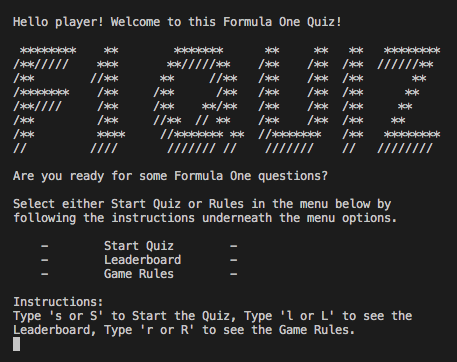 Hello player! Welcome to this Formula One Quiz!
F1 QUIZ
Are you ready for some Formula One questions?
Select either Start Quiz or Rules in the menu below by
following the instructions underneath the menu options.
– Start Quiz –
– Leaderboard –
– Game Rules –
Instructions:
Type 's or S' to Start the Quiz, Type 'l or L' to see the
Leaderboard, Type 'r or R' to see the Game Rules.